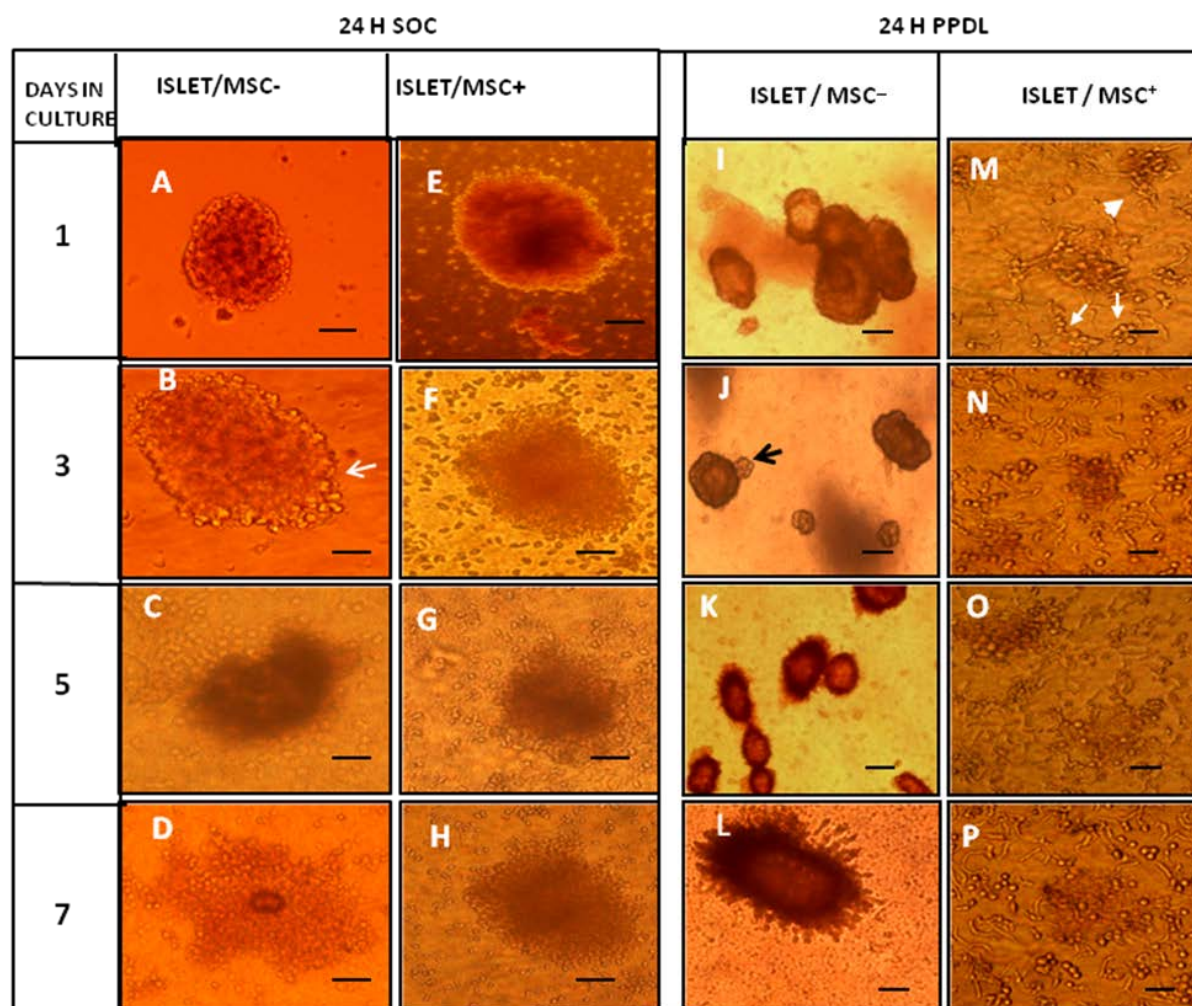 24 H SOC
24 H PPDL
DAYS IN
CULTURE
ISLET/MSC-
ISLET/MSC+
ISLET / MSC⁻
ISLET / MSC⁺
1
A
E
I
M
3
B
F
J
N
5
C
G
K
O
7
D
H
L
P